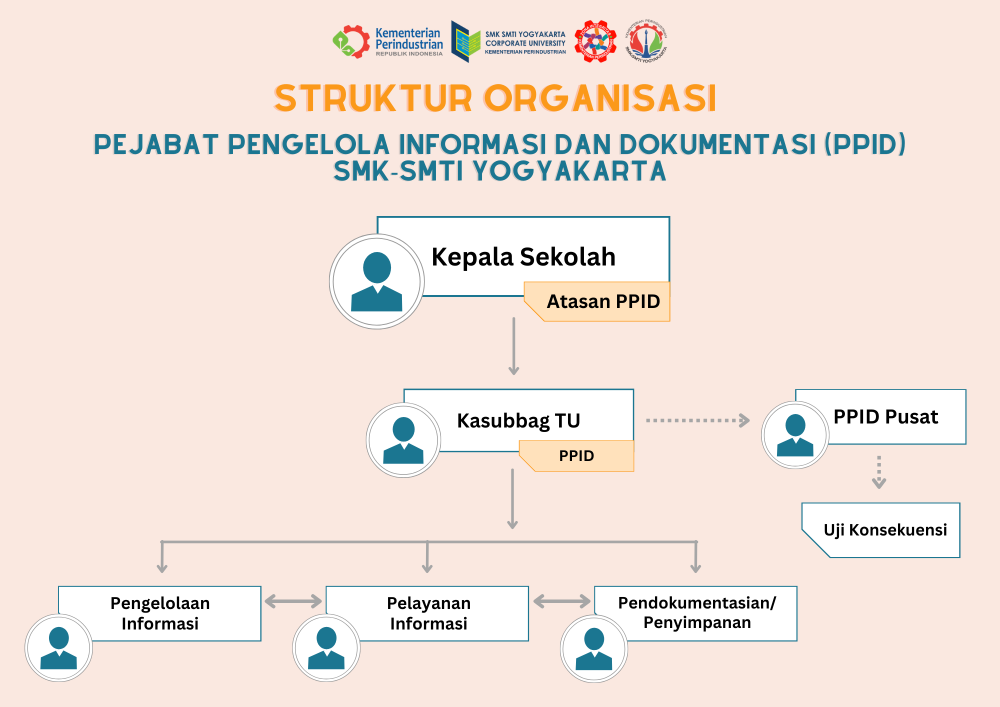 Kementerian
Perindustrian
REPUBLIK INDONESIA
SMK SMTI YOGYAKARTA
CORPORATE UNIVERSITY
KEMENTERIAN PERINDUSTRIAN
STRUKTUR ORGANISASI
PEJABAT PENGELOLA INFORMASI DAN DOKUMENTASI (PPID)
SMK-SMTI YOGYAKARTA
Kepala Sekolah
Atasan PPID
Kasubbag TU
PPID
PPID Pusat
Uji Konsekuensi
Pengelolaan
Informasi
Pelayanan
Informasi
Pendokumentasian/
Penyimpanan